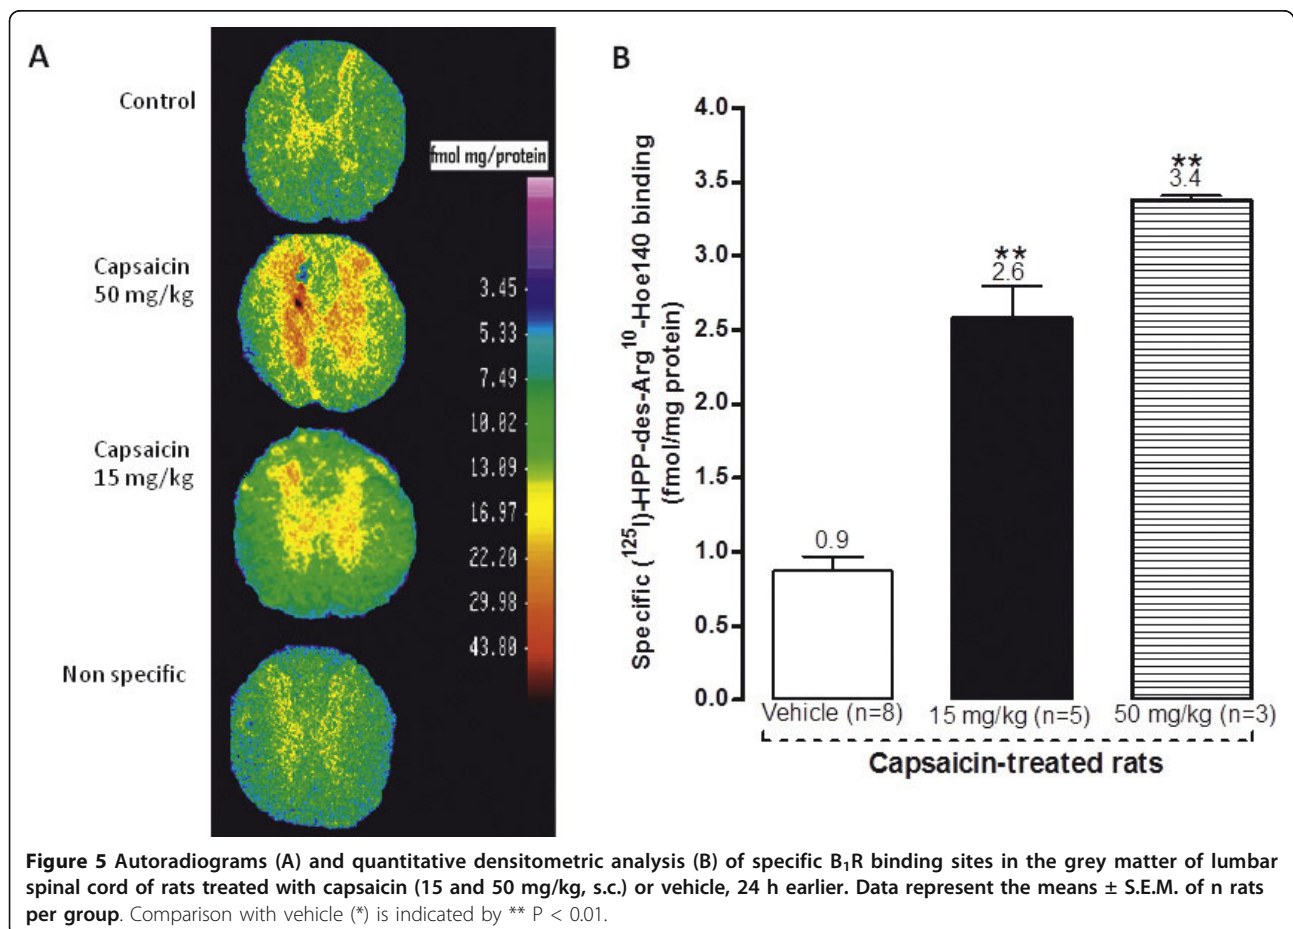 A
Control
Capsaicin
50 mg/kg
Capsaicin
15 mg/kg
Non specific
fmol mg/protein
3.45
5.33
7.49
10.02
13.09
16.97
22.20
29.98
43.80
B
Specific (¹²⁵I)-HPP-des-Arg¹⁰-Hoe140 binding
(fmol/mg protein)
4.0
3.5
3.0
2.5
2.0
1.5
1.0
0.5
0.0
0.9
**
2.6
**
3.4
Vehicle (n=8)
15 mg/kg (n=5)
50 mg/kg (n=3)
Capsaicin-treated rats
Figure 5 Autoradiograms (A) and quantitative densitometric analysis (B) of specific B₁R binding sites in the grey matter of lumbar
spinal cord of rats treated with capsaicin (15 and 50 mg/kg, s.c.) or vehicle, 24 h earlier. Data represent the means ± S.E.M. of n rats
per group. Comparison with vehicle (*) is indicated by ** P < 0.01.